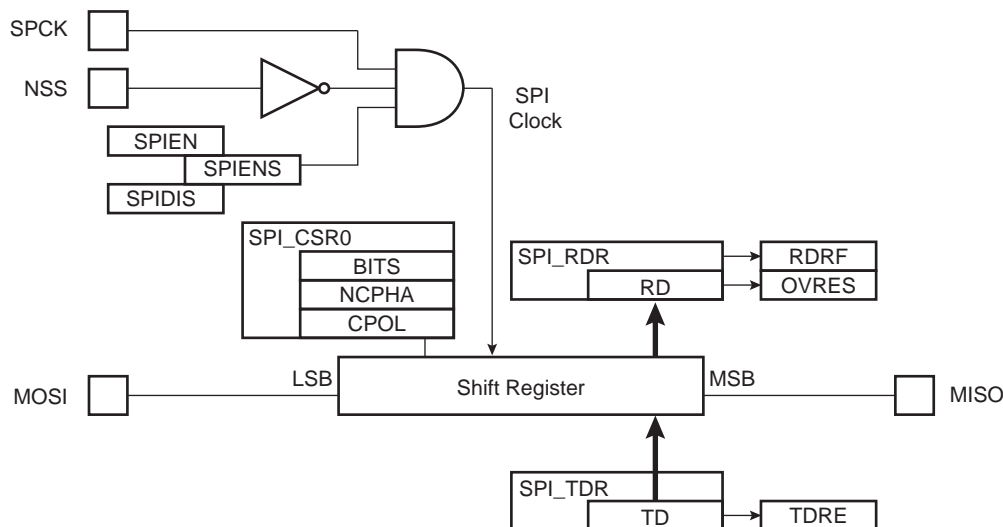 SPCK
NSS
SPI
Clock
SPIEN
SPIENS
SPIDIS
SPI_CSR0
BITS
NCPHA
CPOL
SPI_RDR
RD
RDRF
OVRES
MOSI
LSB
Shift Register
MSB
MISO
SPI_TDR
TD
TDRE